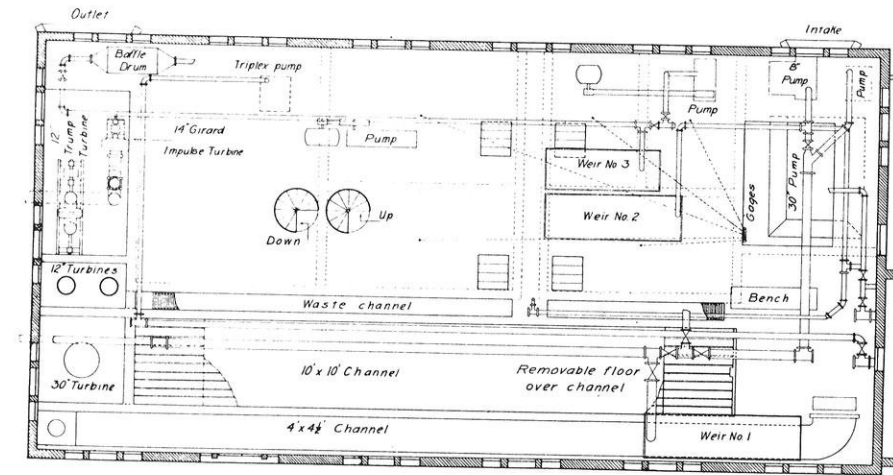 Outlet
Intake
Baffle
Drum
Triplex pump
8"
Pump
Pump
Pump
12"
Trump
Turbine
14" Girard
Impulse Turbine
Pump
Weir No 3
Weir No. 2
Gages
30" Pump
Down
Up
12" Turbines
Waste channel
Bench
30" Turbine
10' x 10' Channel
Removable floor
over channel
4' x 4½' Channel
Weir No. 1